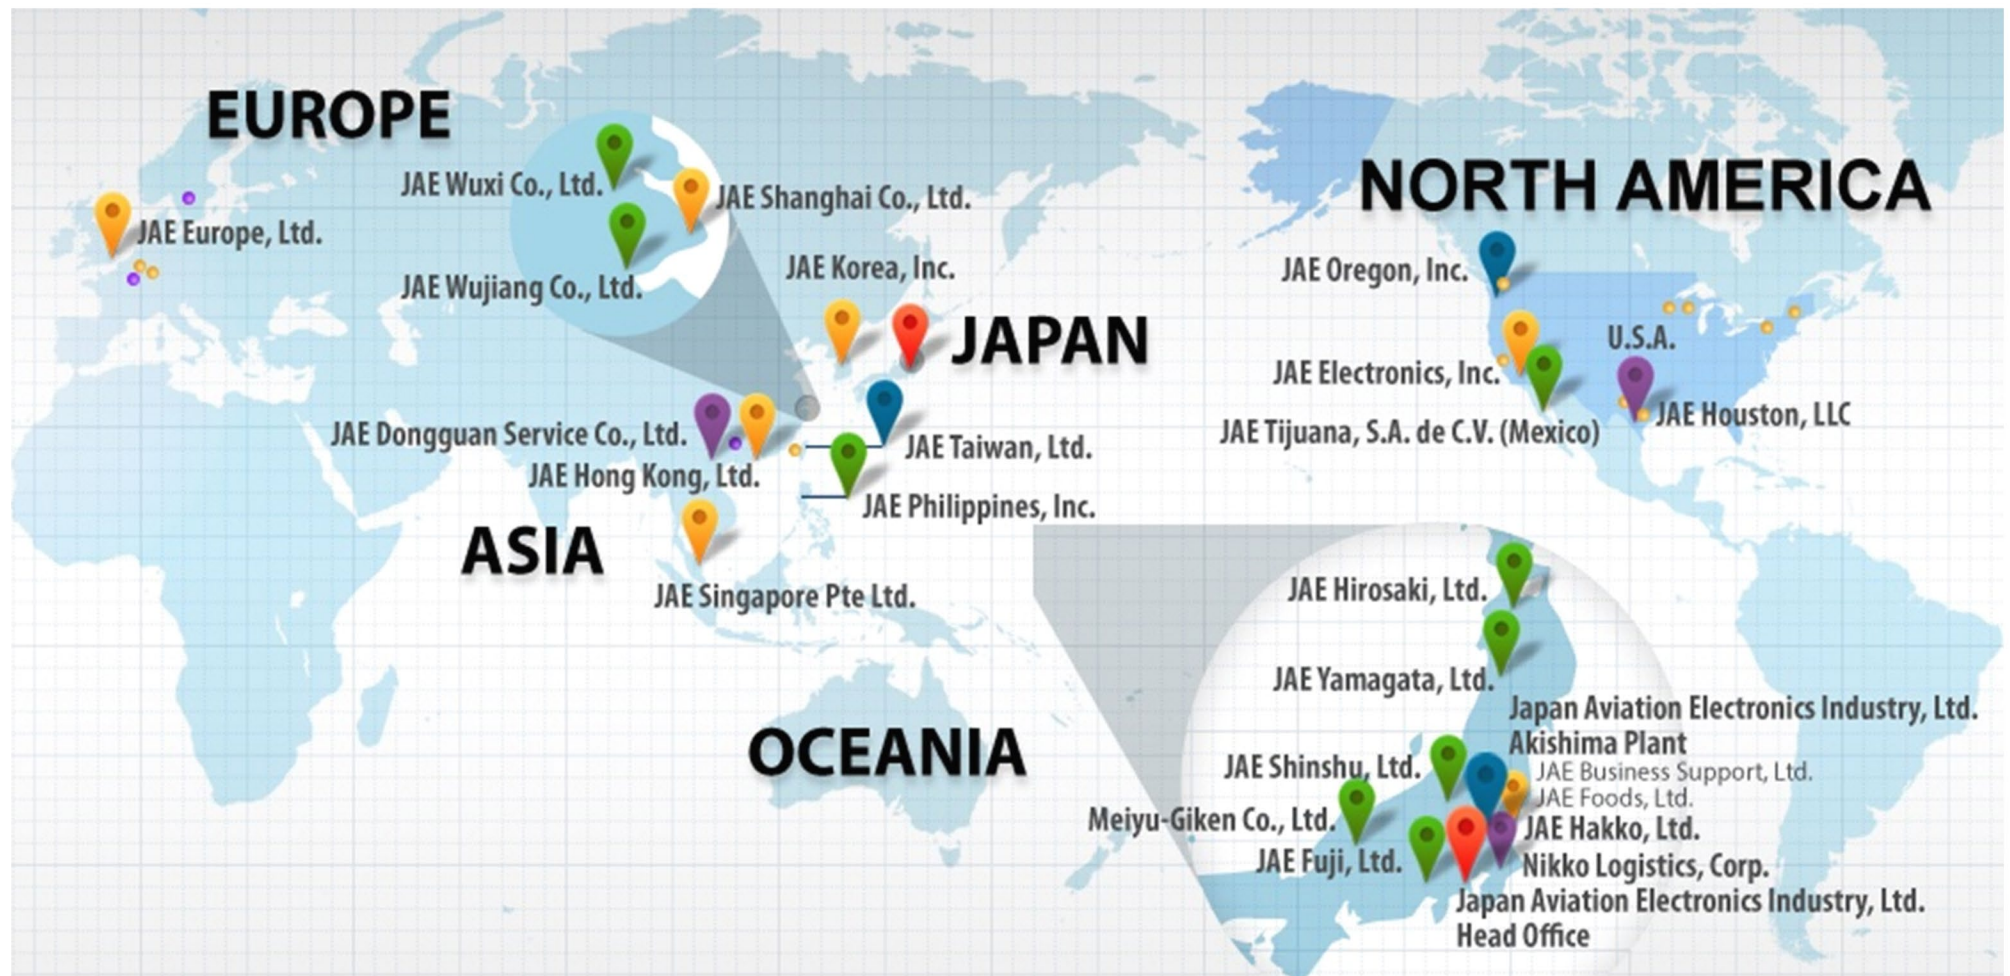 EUROPE
JAE Europe, Ltd.
JAE Wuxi Co., Ltd.
JAE Shanghai Co., Ltd.
JAE Wujiang Co., Ltd.
JAE Korea, Inc.
JAPAN
JAE Dongguan Service Co., Ltd.
JAE Hong Kong, Ltd.
JAE Taiwan, Ltd.
JAE Philippines, Inc.
ASIA
JAE Singapore Pte Ltd.
OCEANIA
NORTH AMERICA
JAE Oregon, Inc.
U.S.A.
JAE Electronics, Inc.
JAE Houston, LLC
JAE Tijuana, S.A. de C.V. (Mexico)
JAE Hirosaki, Ltd.
JAE Yamagata, Ltd.
Japan Aviation Electronics Industry, Ltd.
Akishima Plant
JAE Shinshu, Ltd.
JAE Business Support, Ltd.
JAE Foods, Ltd.
Meiyu-Giken Co., Ltd.
JAE Hakko, Ltd.
JAE Fuji, Ltd.
Nikko Logistics, Corp.
Japan Aviation Electronics Industry, Ltd.
Head Office